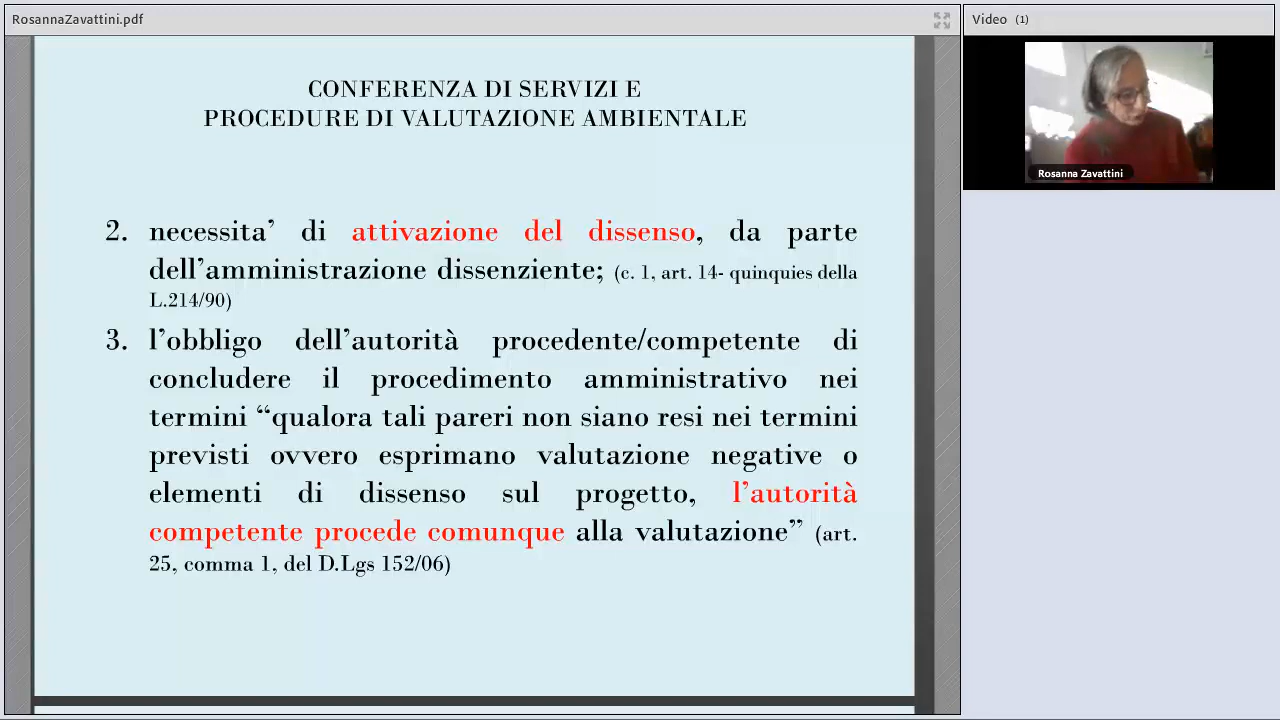 RosannaZavattini.pdf
Video (1)
CONFERENZA DI SERVIZI E
PROCEDURE DI VALUTAZIONE AMBIENTALE
2. necessita’ di attivazione del dissenso, da parte
dell’amministrazione dissenziente; (c. 1, art. 14- quinquies della
L.214/90)
3. l’obbligo dell’autorità procedente/competente di
concludere il procedimento amministrativo nei
termini “qualora tali pareri non siano resi nei termini
previsti ovvero esprimano valutazione negative o
elementi di dissenso sul progetto, l’autorità
competente procede comunque alla valutazione” (art.
25, comma 1, del D.Lgs 152/06)
Rosanna Zavattini